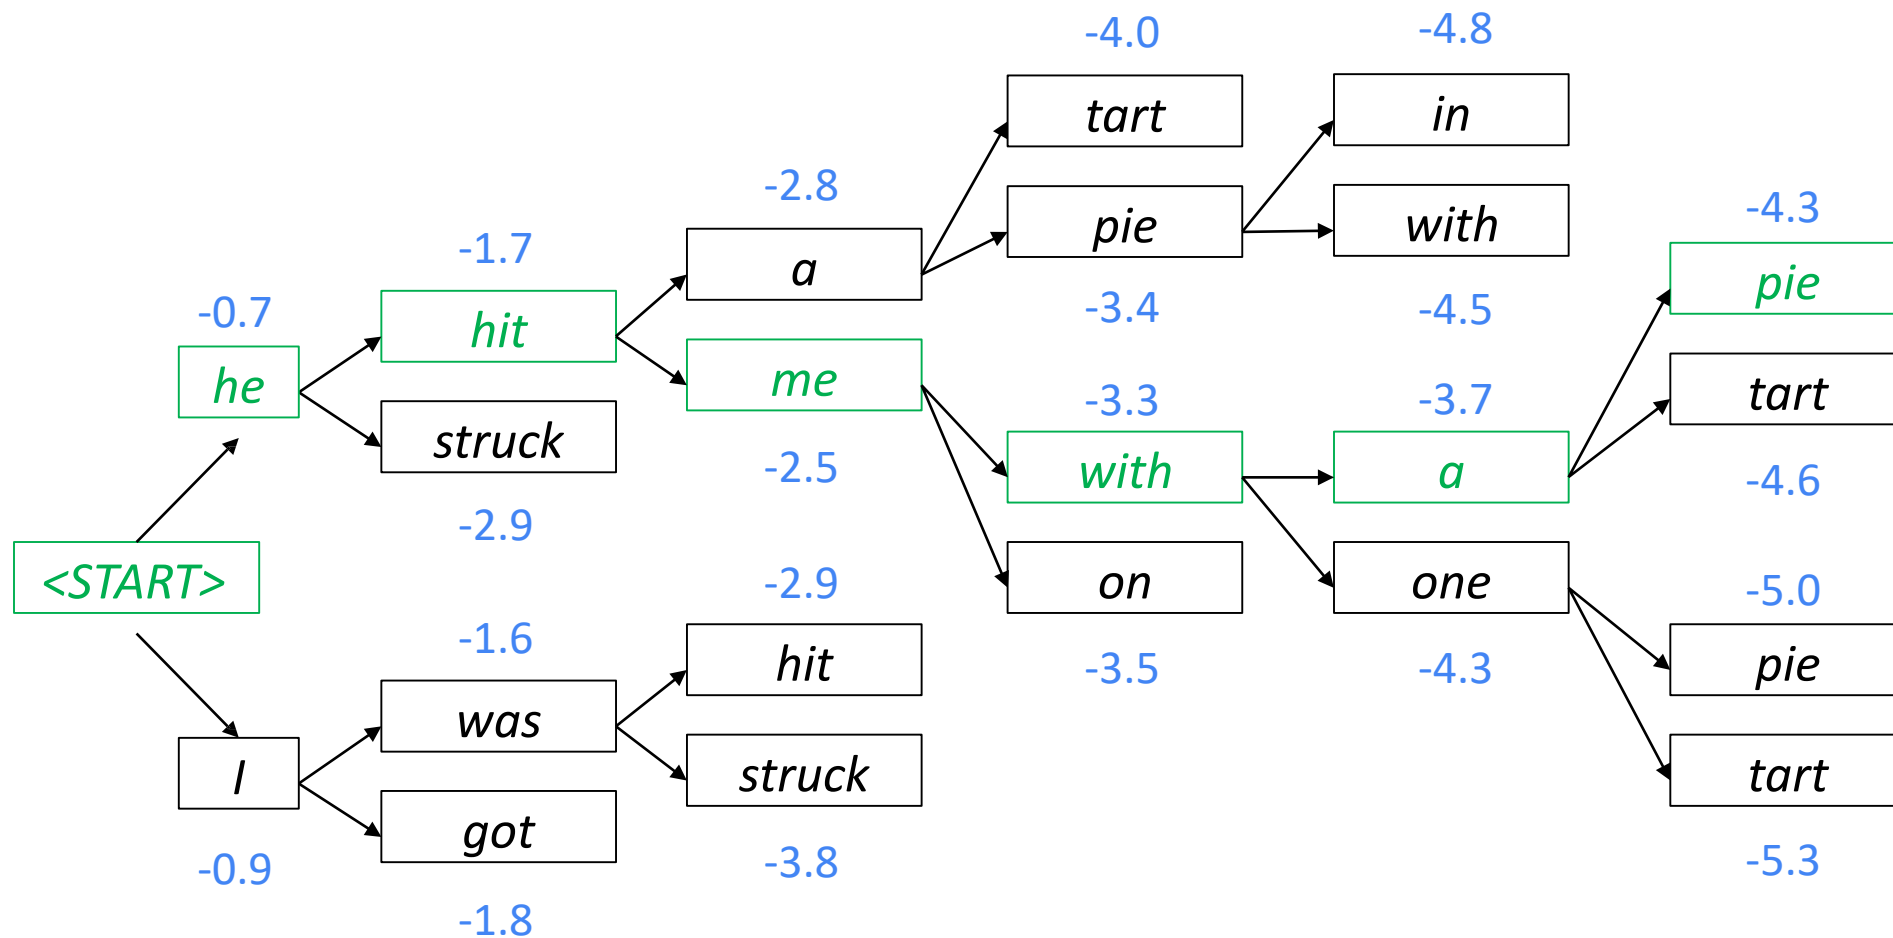 -4.0
-4.8
tart
in
-2.8
pie
with
-4.3
-1.7
a
pie
-0.7
hit
-3.4
-4.5
he
me
-3.3
-3.7
tart
struck
-2.5
with
a
-4.6
-2.9
<START>
-2.9
on
one
-5.0
-1.6
hit
-3.5
-4.3
pie
was
I
struck
tart
got
-0.9
-3.8
-5.3
-1.8